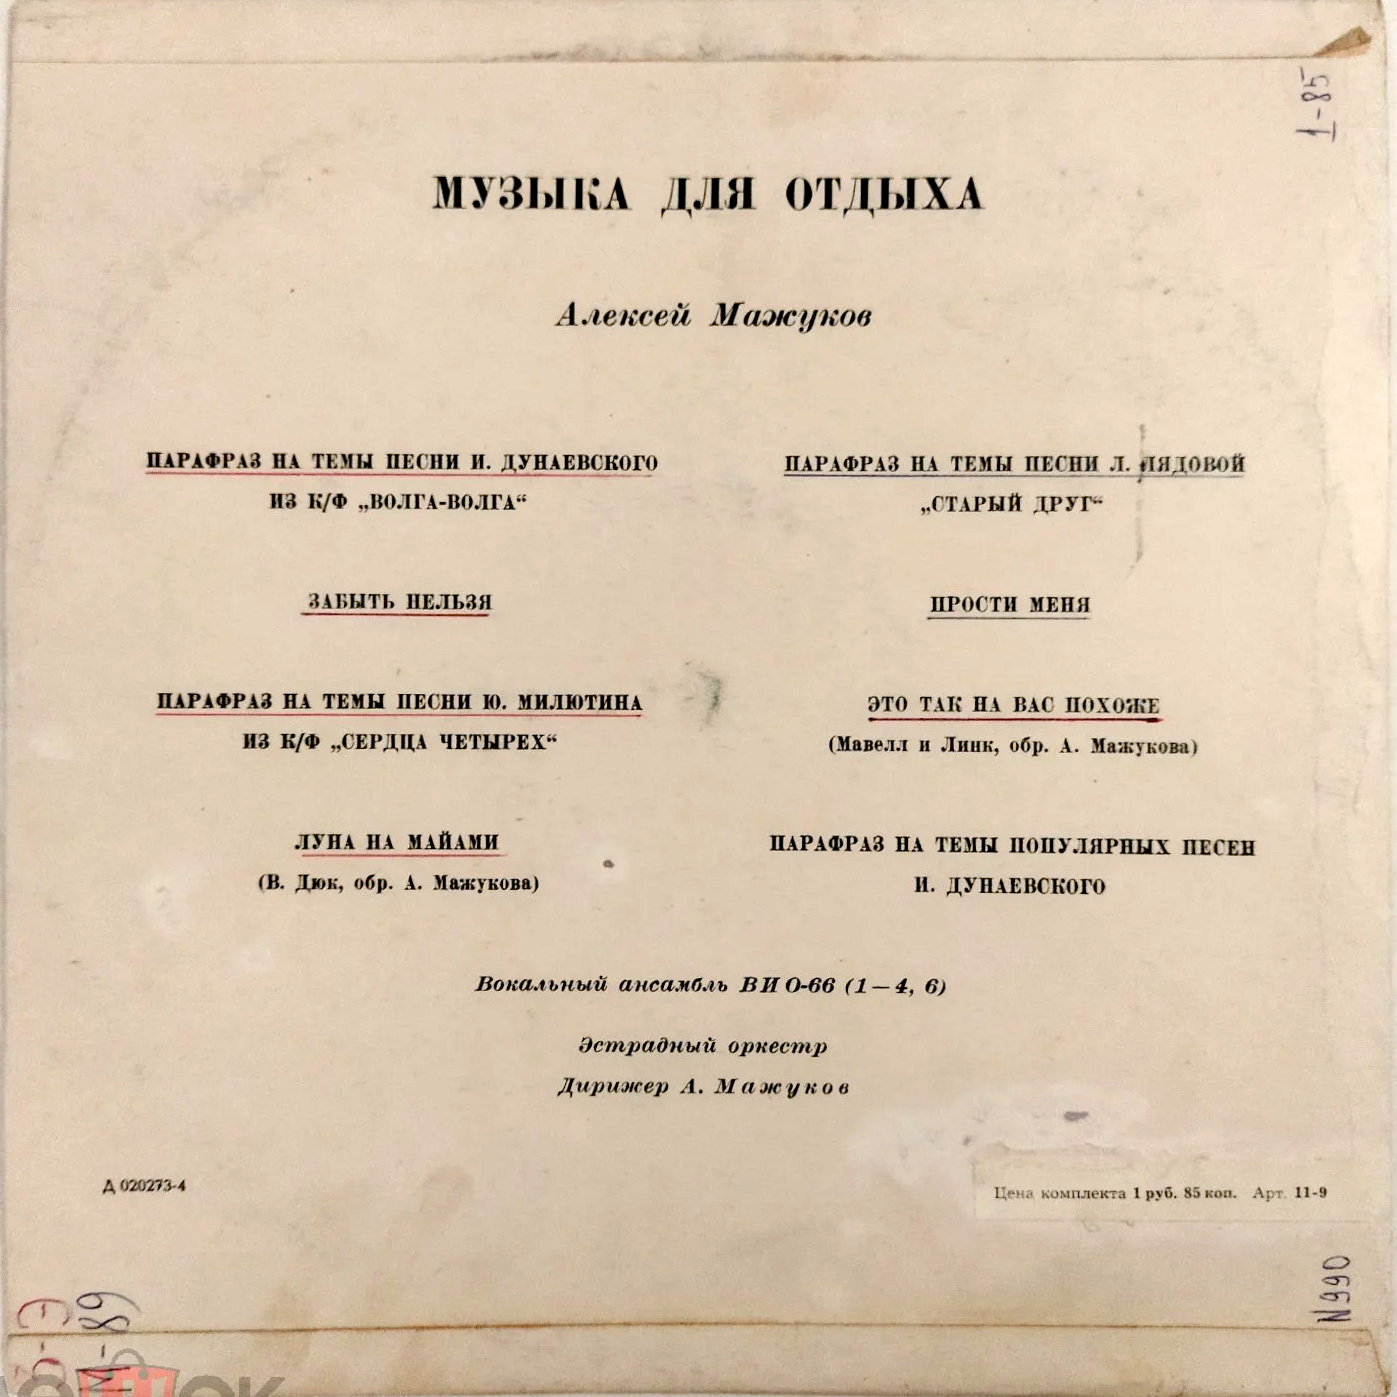 1-85
МУЗЫКА ДЛЯ ОТДЫХА
Алексей Мажуков
ПАРАФРАЗ НА ТЕМЫ ПЕСНИ И. ДУНАЕВСКОГО
ИЗ К/Ф „ВОЛГА-ВОЛГА“
ЗАБЫТЬ НЕЛЬЗЯ
ПАРАФРАЗ НА ТЕМЫ ПЕСНИ Ю. МИЛЮТИНА
ИЗ К/Ф „СЕРДЦА ЧЕТЫРЕХ“
ЛУНА НА МАЙАМИ
(В. Дюк, обр. А. Мажукова)
ПАРАФРАЗ НА ТЕМЫ ПЕСНИ Л. ЛЯДОВОЙ
„СТАРЫЙ ДРУГ“
ПРОСТИ МЕНЯ
ЭТО ТАК НА ВАС ПОХОЖЕ
(Мавелл и Линк, обр. А. Мажукова)
ПАРАФРАЗ НА ТЕМЫ ПОПУЛЯРНЫХ ПЕСЕН
И. ДУНАЕВСКОГО
Вокальный ансамбль ВИО-66 (1—4, 6)
Эстрадный оркестр
Дирижер А. Мажуков
Д 020273-4
Цена комплекта 1 руб. 85 коп. Арт. 11-9
N990